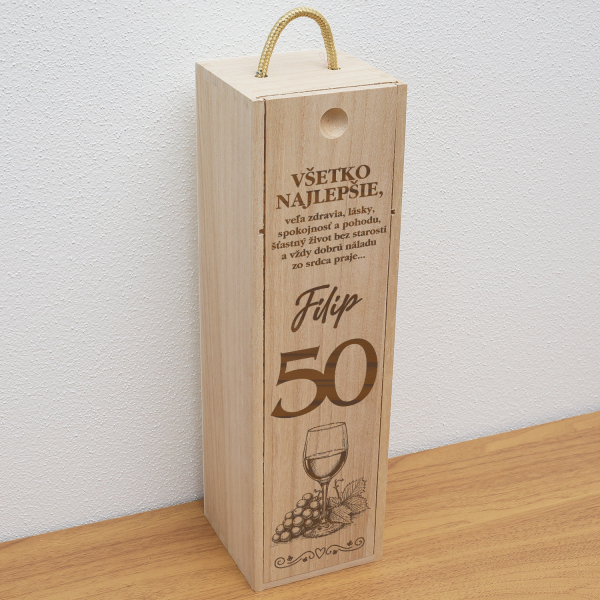 VŠETKO
NAJLEPŠIE,
veľa zdravia, lásky,
spokojnosť a pohodu,
šťastný život bez starostí
a vždy dobrú náladu
zo srdca praje...
Filip
50